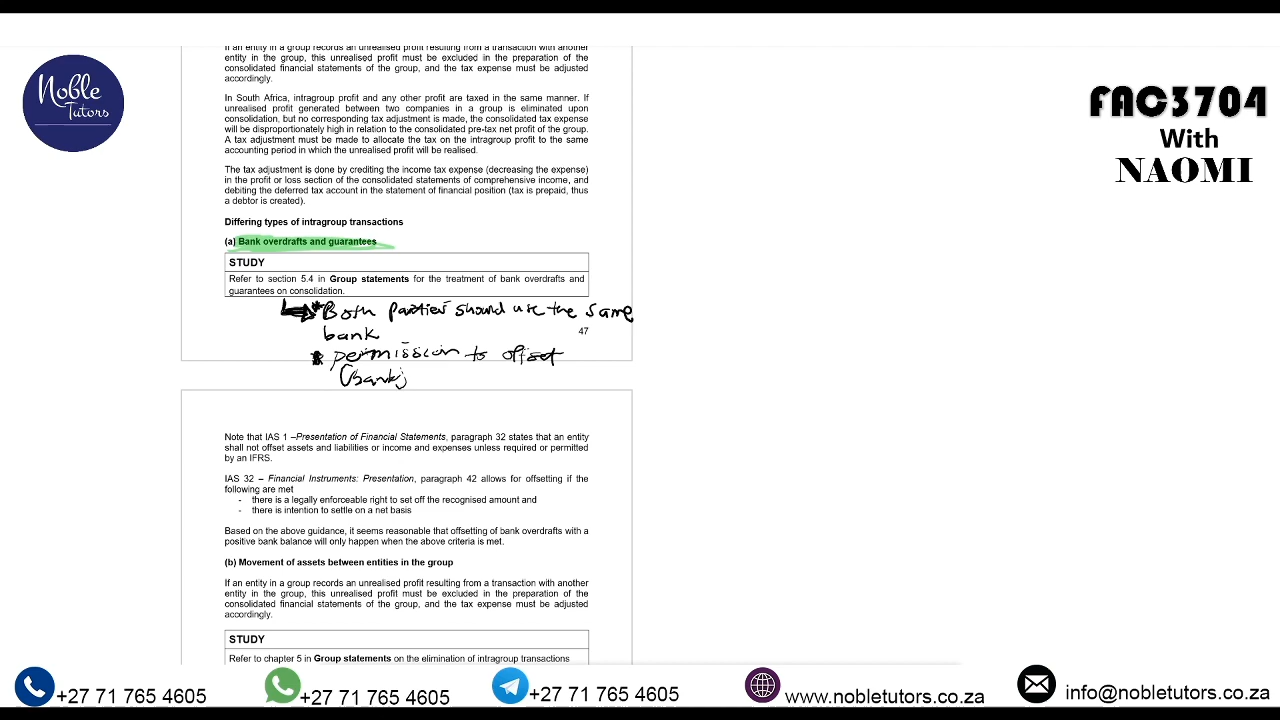 Noble
Tutors
FAC3704
With
NAOMI
If an entity in a group records an unrealised profit resulting from a transaction with another
entity in the group, this unrealised profit must be excluded in the preparation of the
consolidated financial statements of the group, and the tax expense must be adjusted
accordingly.
In South Africa, intragroup profit and any other profit are taxed in the same manner. If
unrealised profit generated between two companies in a group is eliminated upon
consolidation, but no corresponding tax adjustment is made, the consolidated tax expense
will be disproportionately high in relation to the consolidated pre-tax net profit of the group.
A tax adjustment must be made to allocate the tax on the intragroup profit to the same
accounting period in which the unrealised profit will be realised.
The tax adjustment is done by crediting the income tax expense (decreasing the expense)
in the profit or loss section of the consolidated statements of comprehensive income, and
debiting the deferred tax account in the statement of financial position (tax is prepaid, thus
a debtor is created).
Differing types of intragroup transactions
(a) Bank overdrafts and guarantees
STUDY
Refer to section 5.4 in Group statements for the treatment of bank overdrafts and
guarantees on consolidation.
* Both parties should use the same
bank
47
* permission to offset
(bank)
Note that IAS 1 –Presentation of Financial Statements, paragraph 32 states that an entity
shall not offset assets and liabilities or income and expenses unless required or permitted
by an IFRS.
IAS 32 – Financial Instruments: Presentation, paragraph 42 allows for offsetting if the
following are met
- there is a legally enforceable right to set off the recognised amount and
- there is intention to settle on a net basis
Based on the above guidance, it seems reasonable that offsetting of bank overdrafts with a
positive bank balance will only happen when the above criteria is met.
(b) Movement of assets between entities in the group
If an entity in a group records an unrealised profit resulting from a transaction with another
entity in the group, this unrealised profit must be excluded in the preparation of the
consolidated financial statements of the group, and the tax expense must be adjusted
accordingly.
STUDY
Refer to chapter 5 in Group statements on the elimination of intragroup transactions
+27 71 765 4605
+27 71 765 4605
+27 71 765 4605
www.nobletutors.co.za
info@nobletutors.co.za